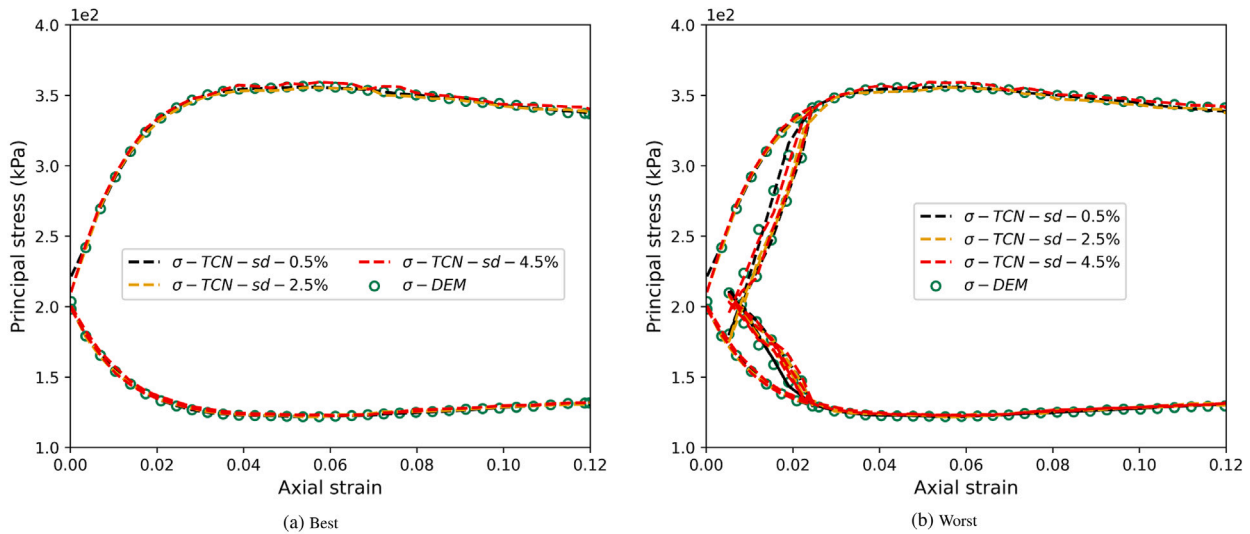 1e2
4.0
3.5
3.0
2.5
2.0
1.5
1.0
Principal stress (kPa)
σ − TCN − sd − 0.5%
σ − TCN − sd − 2.5%
σ − TCN − sd − 4.5%
σ − DEM
0.00 0.02 0.04 0.06 0.08 0.10 0.12
Axial strain
(a) Best
1e2
4.0
3.5
3.0
2.5
2.0
1.5
1.0
Principal stress (kPa)
σ − TCN − sd − 0.5%
σ − TCN − sd − 2.5%
σ − TCN − sd − 4.5%
σ − DEM
0.00 0.02 0.04 0.06 0.08 0.10 0.12
Axial strain
(b) Worst